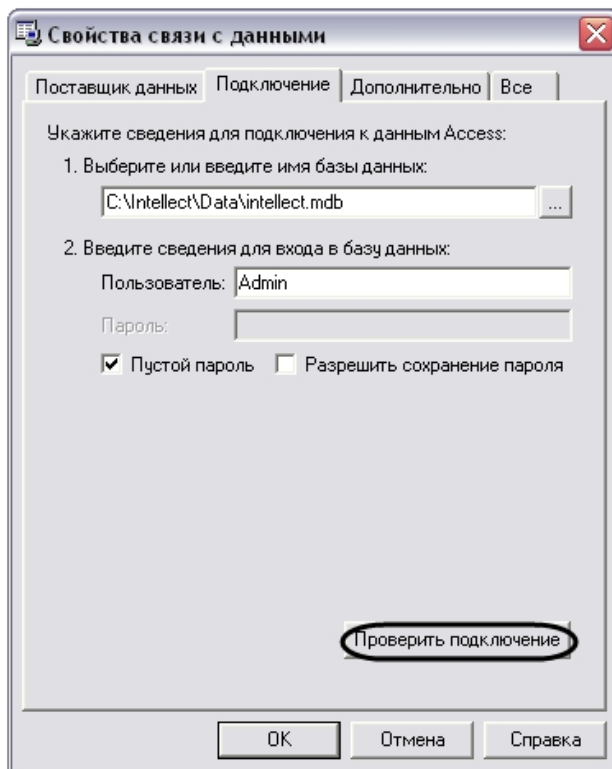 Свойства связи с данными
Поставщик данных Подключение Дополнительно Все
Укажите сведения для подключения к данным Access:
1. Выберите или введите имя базы данных:
C:\Intellect\Data\intellect.mdb ...
2. Введите сведения для входа в базу данных:
Пользователь: Admin
Пароль:
Пустой пароль Разрешить сохранение пароля
Проверить подключение
OK Отмена Справка